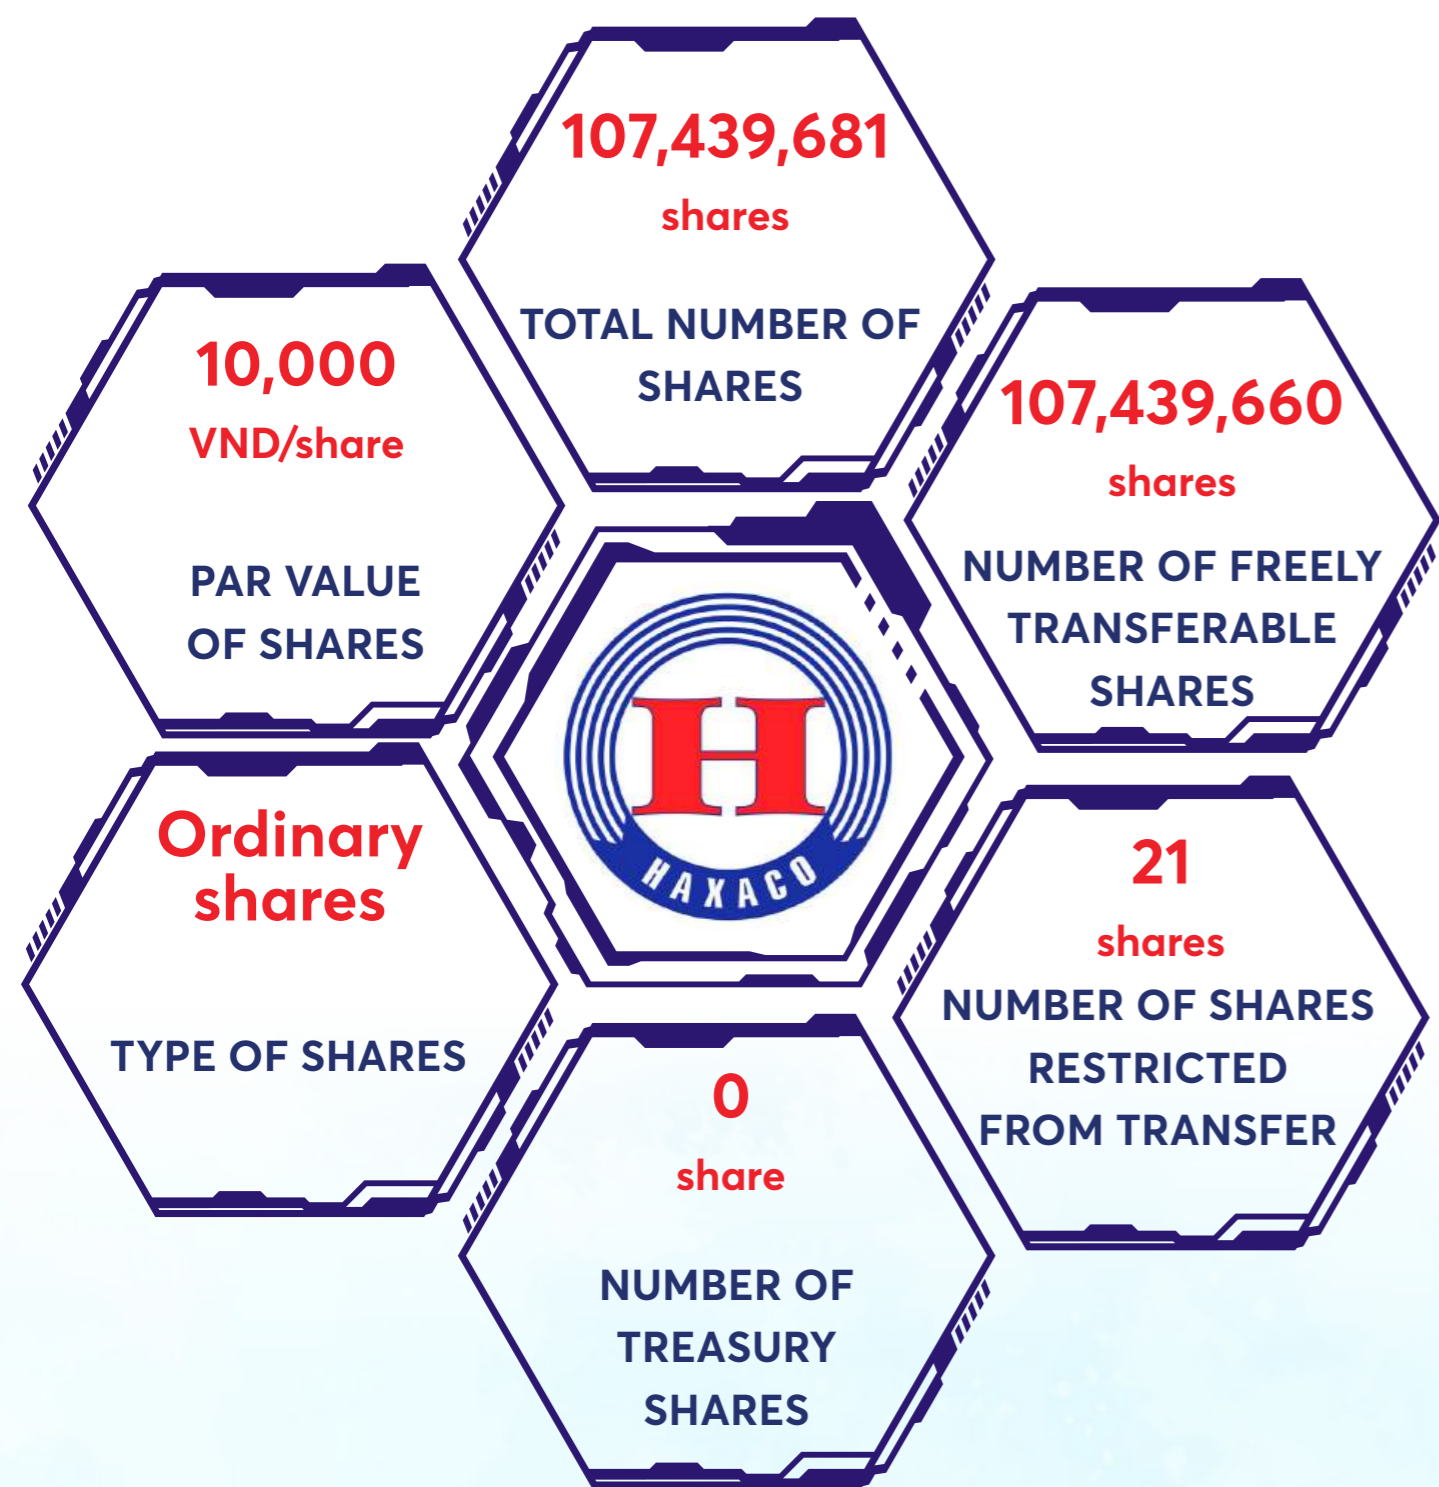 107,439,681
shares
TOTAL NUMBER OF
SHARES
10,000
VND/share
PAR VALUE
OF SHARES
107,439,660
shares
NUMBER OF FREELY
TRANSFERABLE
SHARES
H
HAXACO
Ordinary
shares
TYPE OF SHARES
21
shares
NUMBER OF SHARES
RESTRICTED
FROM TRANSFER
0
share
NUMBER OF
TREASURY
SHARES